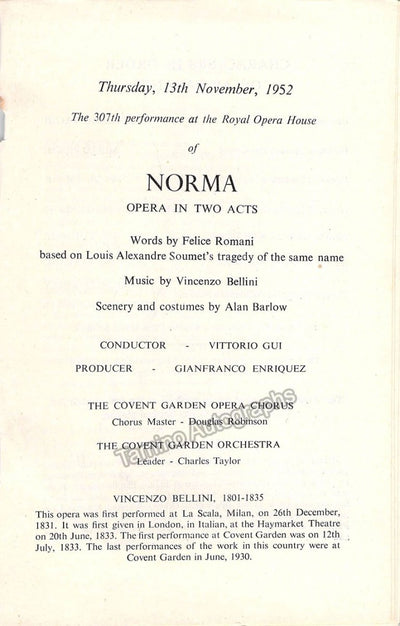 Thursday, 13th November, 1952
The 307th performance at the Royal Opera House
of
NORMA
OPERA IN TWO ACTS
Words by Felice Romani
based on Louis Alexandre Soumet's tragedy of the same name
Music by Vincenzo Bellini
Scenery and costumes by Alan Barlow
CONDUCTOR - VITTORIO GUI
PRODUCER - GIANFRANCO ENRIQUEZ
THE COVENT GARDEN OPERA CHORUS
Chorus Master - Douglas Robinson
THE COVENT GARDEN ORCHESTRA
Leader - Charles Taylor
Tamino Autographs
VINCENZO BELLINI, 1801-1835
This opera was first performed at La Scala, Milan, on 26th December,
1831. It was first given in London, in Italian, at the Haymarket Theatre
on 20th June, 1833. The first performance at Covent Garden was on 12th
July, 1833. The last performances of the work in this country were at
Covent Garden in June, 1930.